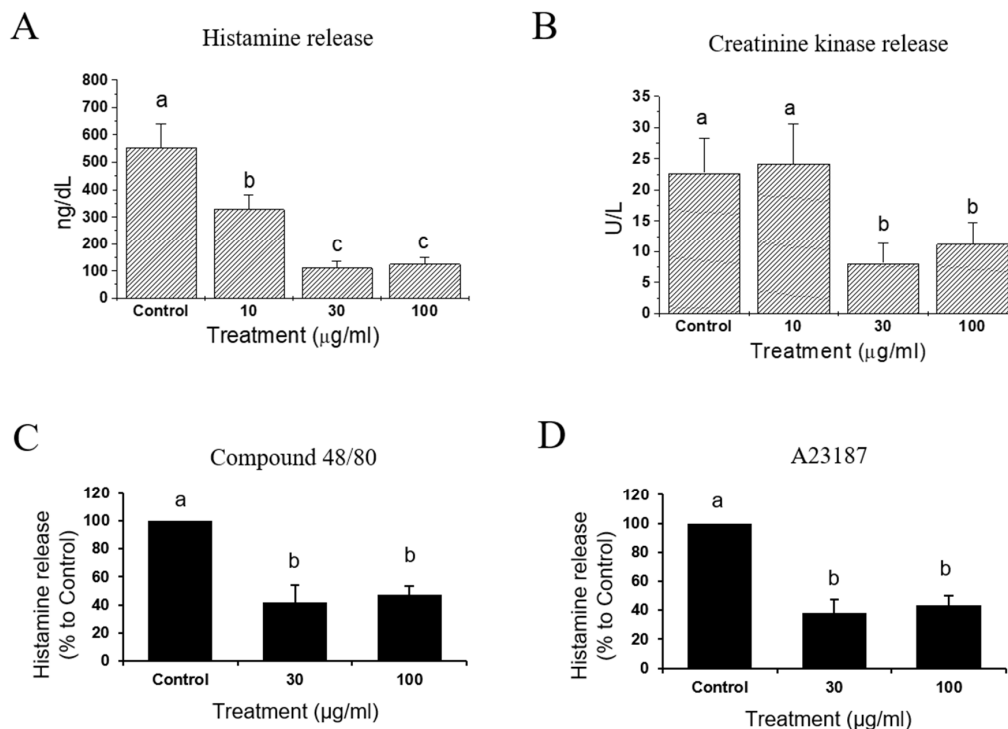 A
Histamine release
ng/dL
800
700
600
500
400
300
200
100
0
a
b
c
c
Control 10 30 100
Treatment (μg/ml)
B
Creatinine kinase release
U/L
35
30
25
20
15
10
5
0
a
a
b
b
Control 10 30 100
Treatment (μg/ml)
C
Compound 48/80
Histamine release
(% to Control)
120
100
80
60
40
20
0
a
b
b
Control 30 100
Treatment (μg/ml)
D
A23187
Histamine release
(% to Control)
120
100
80
60
40
20
0
a
b
b
Control 30 100
Treatment (μg/ml)